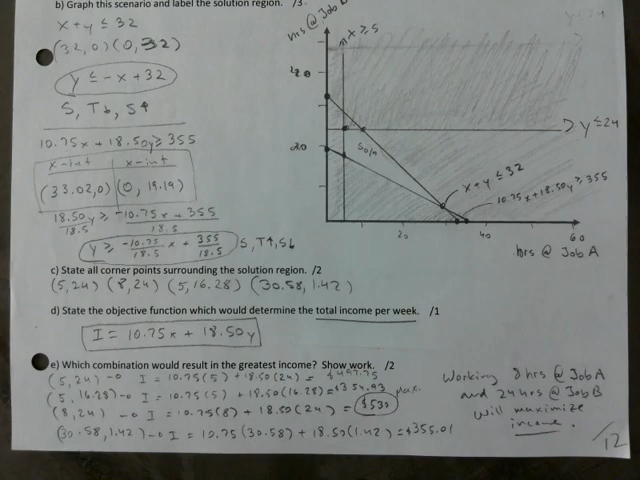 b) Graph this scenario and label the solution region. /3
x + y ≤ 32
(32,0) (0,32)
y ≤ -x + 32
S, Tb, S↑
10.75x + 18.50y ≥ 355
x-int x-int
(33.02,0) (0, 19.19)
18.50y ≥ -10.75x + 355
18.5 18.5
y ≥ -10.75/18.5 x + 355/18.5 S, T↑, Sb
hrs @ Job B
x ≥ 5
y ≤ 24
40
20
Soln
x + y ≤ 32
10.75x + 18.50y ≥ 355
20 40 60
hrs @ Job A
c) State all corner points surrounding the solution region. /2
(5,24) (8,24) (5,16.28) (30.58,1.42)
d) State the objective function which would determine the total income per week. /1
I = 10.75x + 18.50y
e) Which combination would result in the greatest income? Show work. /2
(5,24) → I = 10.75(5) + 18.50(24) = $497.75
(5,16.28) → I = 10.75(5) + 18.50(16.28) = $354.93
(8,24) → I = 10.75(8) + 18.50(24) = $530 max.
(30.58,1.42) → I = 10.75(30.58) + 18.50(1.42) = $355.01
Working 8 hrs @ Job A
and 24 hrs @ Job B
will maximize
income.
/12